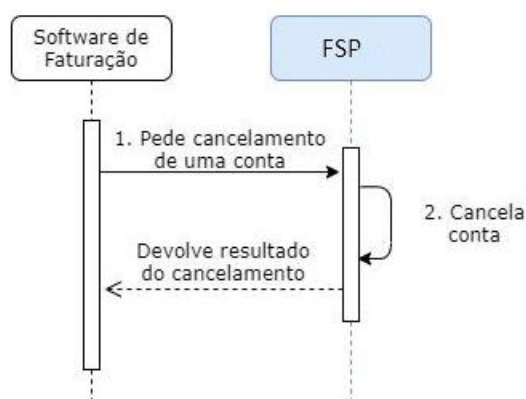 Software de
Faturação
FSP
1. Pede cancelamento
de uma conta
2. Cancela
conta
Devolve resultado
do cancelamento